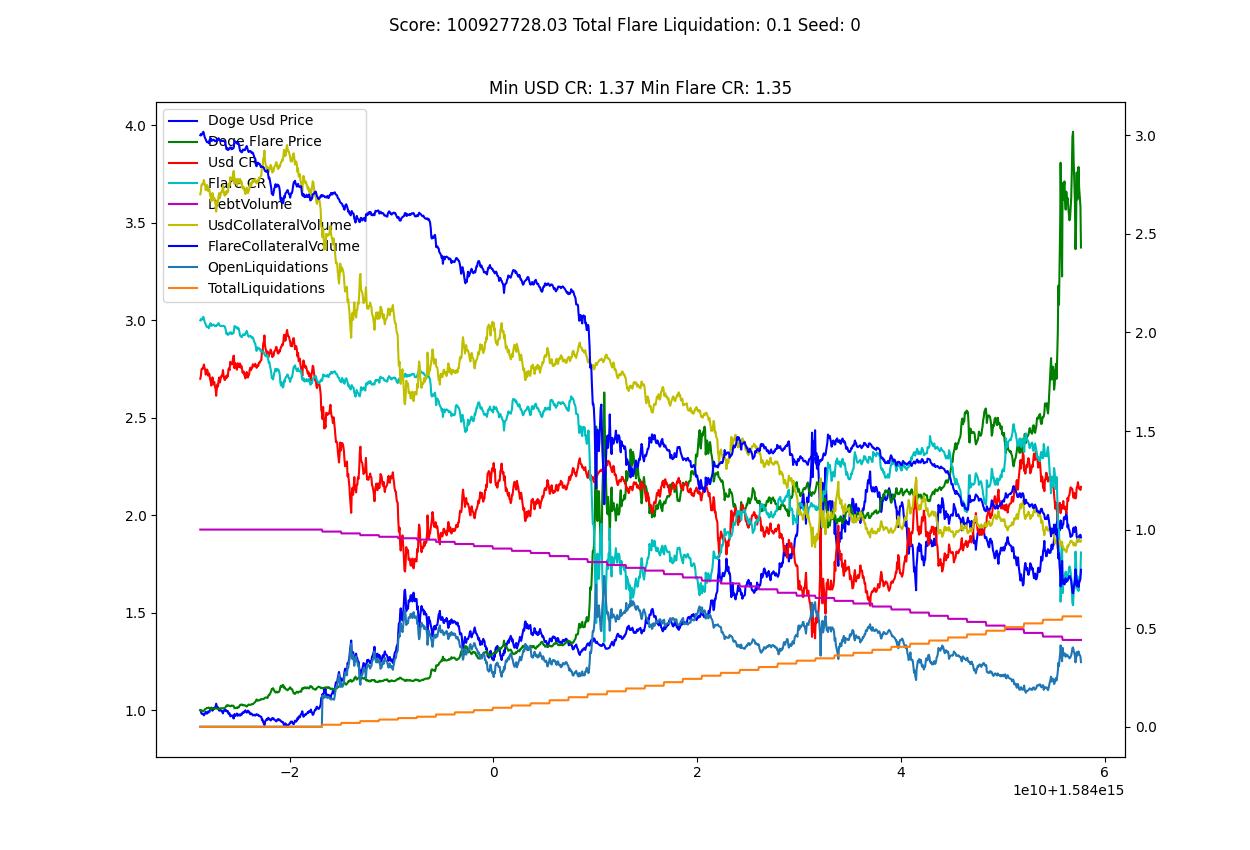 Score: 100927728.03 Total Flare Liquidation: 0.1 Seed: 0
Min USD CR: 1.37 Min Flare CR: 1.35
Doge Usd Price
Doge Flare Price
Usd CR
Flare CR
DebtVolume
UsdCollateralVolume
FlareCollateralVolume
OpenLiquidations
TotalLiquidations
4.0
3.5
3.0
2.5
2.0
1.5
1.0
3.0
2.5
2.0
1.5
1.0
0.5
0.0
−2
0
2
4
6
1e10+1.584e15